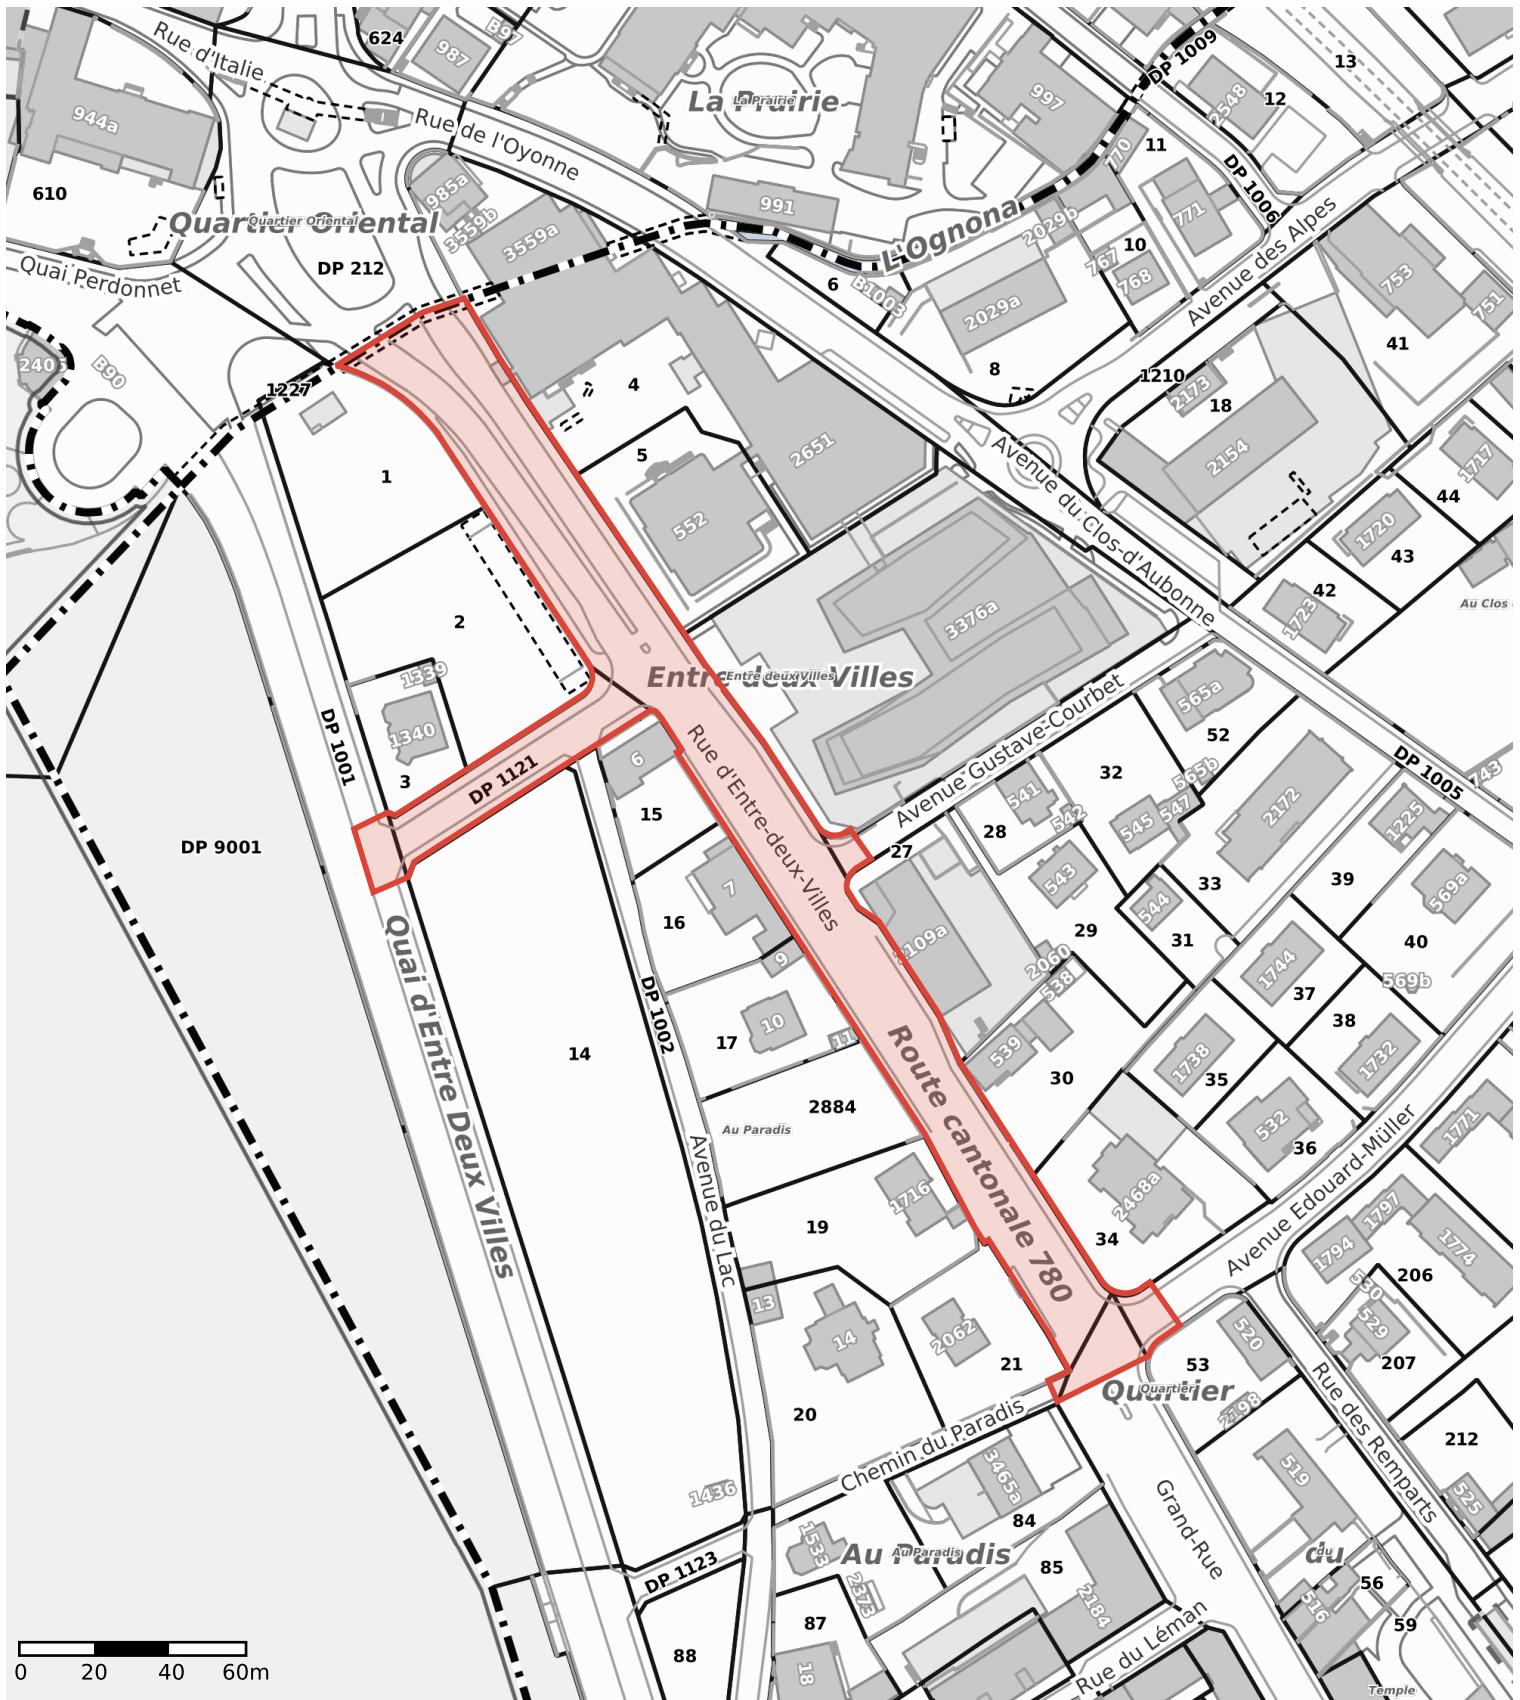 624
987
B97
Rue d'Italie
DP 1009
13
997
2548
12
La Prairie
La Prairie
944a
Rue de l'Oyonne
11
770
610
985a
3559b
3559a
991
DP 1006
771
Quartier Oriental
Quartier Oriental
L'Ognona
2029b
10
767
768
Avenue des Alpes
DP 212
Quai Perdonnet
6
B1003
2029a
753
751
41
2405
B90
1227
4
8
1210
2173
18
1
5
2651
2154
1717
44
552
Avenue du Clos-d'Aubonne
1720
43
42
1723
Au Clos
2
3376a
1339
1340
Entre deux Villes
Entre deux Villes
565a
52
DP 1001
3
DP 1121
6
15
Rue d'Entre-deux-Villes
Avenue Gustave-Courbet
32
565b
547
545
541
542
28
27
2172
DP 1005
143
1225
DP 9001
7
16
9
543
544
33
39
569a
29
31
40
2060
538
1744
37
569b
Quai d'Entre Deux Villes
DP 1002
10
17
11
38
14
539
30
1738
35
1732
2884
Au Paradis
Route cantonale 780
532
36
1771
Avenue du Lac
1716
19
2468a
34
Avenue Edouard-Müller
1797
1794
1774
206
530
529
13
14
2062
21
53
520
207
Quartier
Quartier
2198
20
Chemin du Paradis
Rue des Remparts
212
1436
3465a
84
Grand-Rue
519
525
1533
Au Paradis
Au Paradis
du
du
DP 1123
2373
85
2184
56
516
87
59
88
18
Rue du Léman
Temple
0 20 40 60m